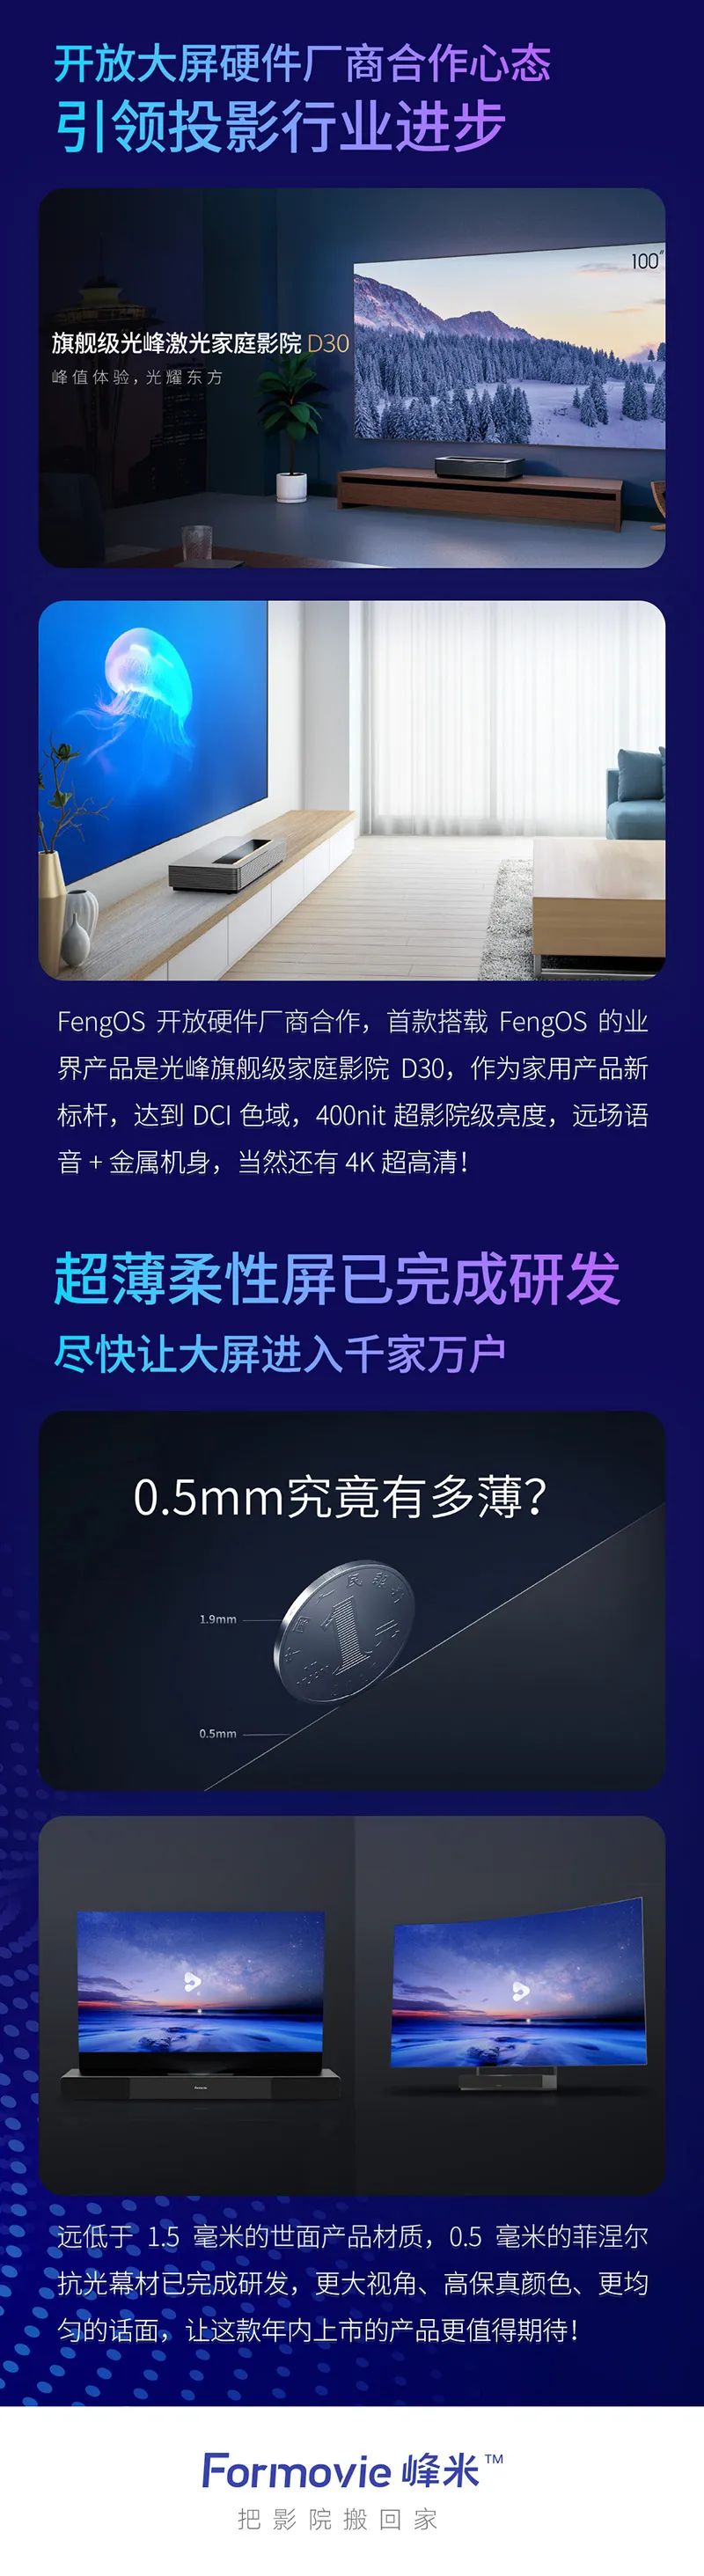 开放大屏硬件厂商合作心态
引领投影行业进步
100"
旗舰级光峰激光家庭影院 D30
峰值体验，光耀东方
FengOS 开放硬件厂商合作，首款搭载 FengOS 的业
界产品是光峰旗舰级家庭影院 D30，作为家用产品新
标杆，达到 DCI 色域，400nit 超影院级亮度，远场语
音 + 金属机身，当然还有 4K 超高清！
超薄柔性屏已完成研发
尽快让大屏进入千家万户
0.5mm究竟有多薄？
中国人民银行
1.9mm
1
0.5mm
远低于 1.5 毫米的世面产品材质，0.5 毫米的菲涅尔
抗光幕材已完成研发，更大视角、高保真颜色、更均
匀的话面，让这款年内上市的产品更值得期待！
Formovie 峰米™
把影院搬回家